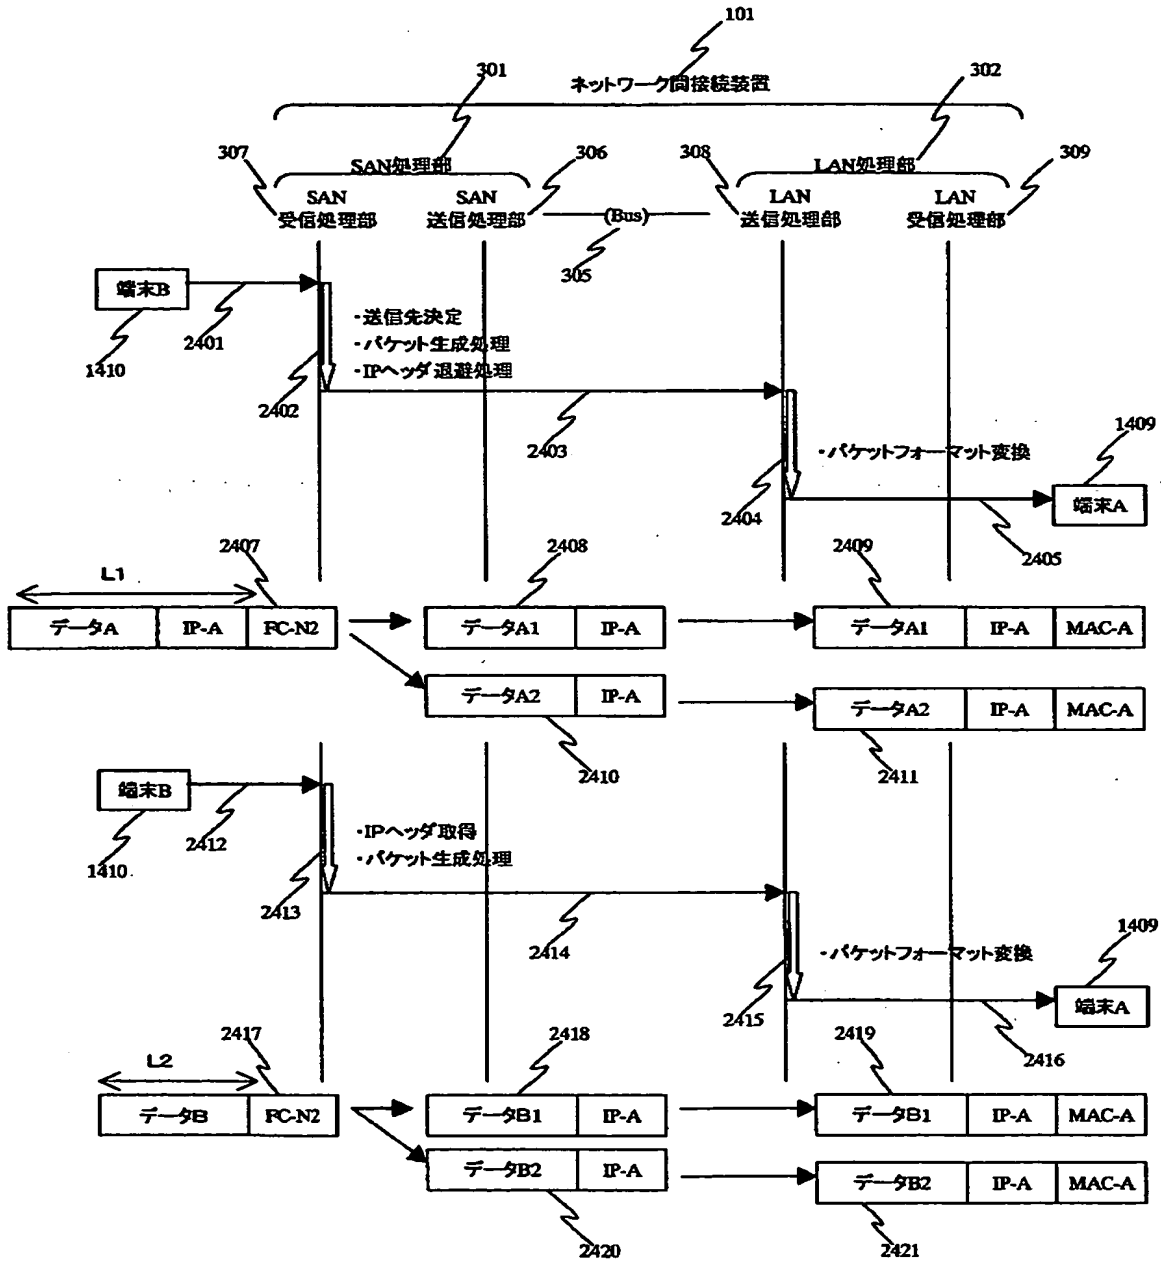 101
301
302
ネットワーク間接続装置
307
306
308
309
SAN処理部
LAN処理部
SAN
受信処理部
SAN
送信処理部
(Bus)
LAN
送信処理部
LAN
受信処理部
305
端末B
・送信先決定
2401
・パケット生成処理
1410
・IPヘッダ退避処理
2402
2403
1409
・パケットフォーマット変換
2404
端末A
2405
2407
2408
2409
L1
データA
IP-A
FC-N2
データA1
IP-A
データA1
IP-A
MAC-A
データA2
IP-A
データA2
IP-A
MAC-A
2410
2411
端末B
2412
・IPヘッダ取得
1410
・パケット生成処理
2413
2414
1409
・パケットフォーマット変換
2415
端末A
2416
2417
2418
2419
L2
データB
FC-N2
データB1
IP-A
データB1
IP-A
MAC-A
データB2
IP-A
データB2
IP-A
MAC-A
2420
2421